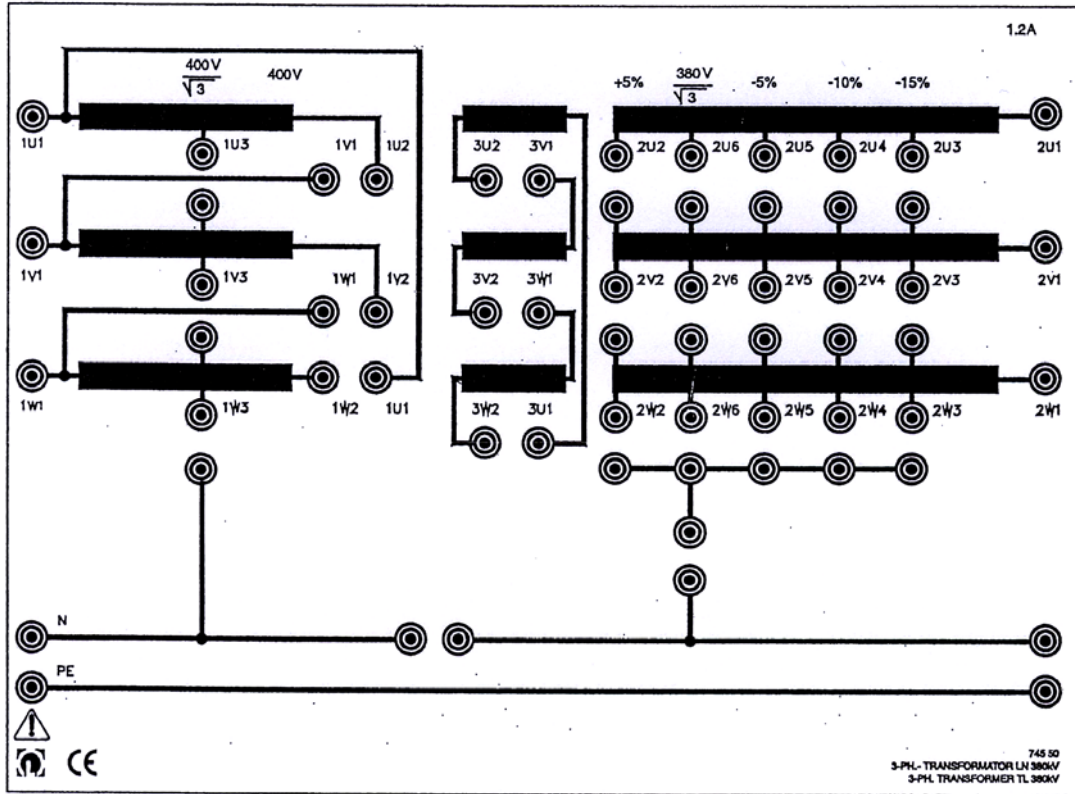 1.2A
400V/√3 400V
+5% 380V/√3 -5% -10% -15%
1U1 1U3 1V1 1U2 3U2 3V1 2U2 2U6 2U5 2U4 2U3 2U1
1V1 1V3 1W1 1V2 3V2 3W1 2V2 2V6 2V5 2V4 2V3 2V1
1W1 1W3 1W2 1U1 3W2 3U1 2W2 2W6 2W5 2W4 2W3 2W1
N
PE
CE
745 50
3-PH.- TRANSFORMATOR LN 380kV
3-PH. TRANSFORMER TL 380kV